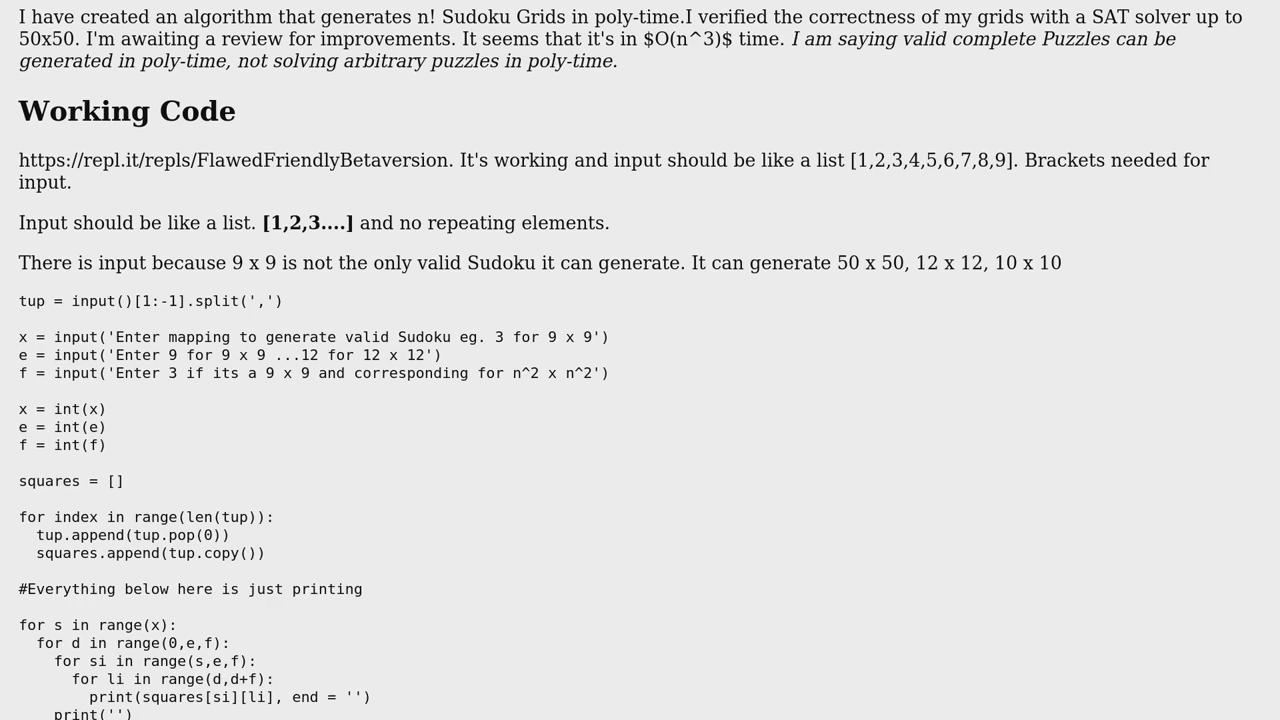 I have created an algorithm that generates n! Sudoku Grids in poly-time.I verified the correctness of my grids with a SAT solver up to
50x50. I'm awaiting a review for improvements. It seems that it's in $O(n^3)$ time. I am saying valid complete Puzzles can be
generated in poly-time, not solving arbitrary puzzles in poly-time.
Working Code
https://repl.it/repls/FlawedFriendlyBetaversion. It's working and input should be like a list [1,2,3,4,5,6,7,8,9]. Brackets needed for
input.
Input should be like a list. [1,2,3....] and no repeating elements.
There is input because 9 x 9 is not the only valid Sudoku it can generate. It can generate 50 x 50, 12 x 12, 10 x 10
tup = input()[1:-1].split(',')
x = input('Enter mapping to generate valid Sudoku eg. 3 for 9 x 9')
e = input('Enter 9 for 9 x 9 ...12 for 12 x 12')
f = input('Enter 3 if its a 9 x 9 and corresponding for n^2 x n^2')
x = int(x)
e = int(e)
f = int(f)
squares = []
for index in range(len(tup)):
  tup.append(tup.pop(0))
  squares.append(tup.copy())
#Everything below here is just printing
for s in range(x):
  for d in range(0,e,f):
    for si in range(s,e,f):
      for li in range(d,d+f):
        print(squares[si][li], end = '')
    print('')